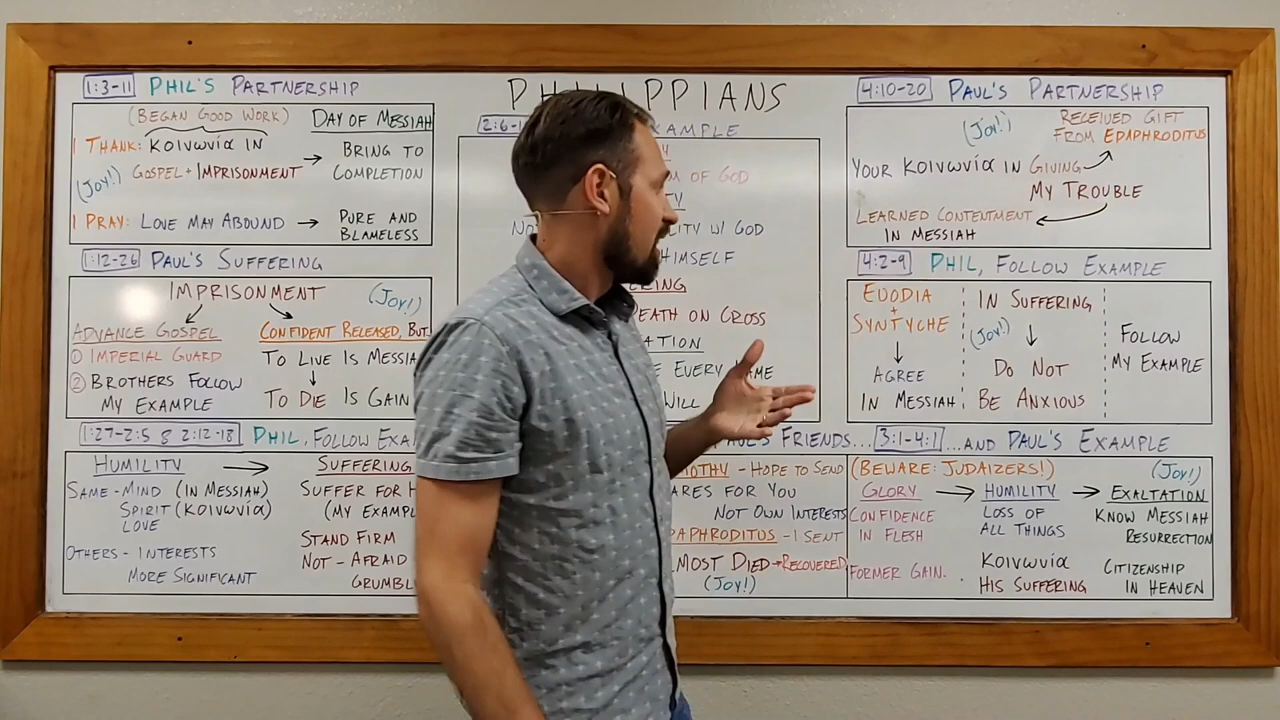 PHILIPPIANS
1:3-11 PHIL'S PARTNERSHIP
(BEGAN GOOD WORK) DAY OF MESSIAH
I THANK: Κοινωνία IN
GOSPEL + IMPRISONMENT → BRING TO COMPLETION
(JOY!)
I PRAY: LOVE MAY ABOUND → PURE AND BLAMELESS
1:12-26 PAUL'S SUFFERING
IMPRISONMENT (JOY!)
ADVANCE GOSPEL
① IMPERIAL GUARD
② BROTHERS FOLLOW
MY EXAMPLE
CONFIDENT RELEASED, BUT
TO LIVE IS MESSIA
↓
TO DIE IS GAIN
1:27-2:5 & 2:12-18 PHIL, FOLLOW EXA
HUMILITY → SUFFERING
SAME-MIND (IN MESSIAH)
SPIRIT (Κοινωνία)
LOVE
OTHERS - INTERESTS
MORE SIGNIFICANT
SUFFER FOR
(MY EXAMPL
STAND FIRM
NOT - AFRAID
GRUMBL
2:6- EXAMPLE
OF GOD
W/ GOD
HIMSELF
DEATH ON CROSS
EVERY
WILL
PAUL'S FRIENDS...
- HOPE TO SEND
FOR YOU
NOT OWN INTERESTS
- I SENT
DIED → RECOVERED
(JOY!)
4:10-20 PAUL'S PARTNERSHIP
(JOY!) RECEIVED GIFT
FROM EPAPHRODITUS
YOUR Κοινωνία IN GIVING
MY TROUBLE
LEARNED CONTENTMENT
IN MESSIAH
4:2-9 PHIL, FOLLOW EXAMPLE
EUODIA
+
SYNTYCHE
↓
AGREE
IN MESSIAH
IN SUFFERING
(JOY!) ↓
DO NOT
BE ANXIOUS
FOLLOW
MY EXAMPLE
3:1-4:1 ...AND PAUL'S EXAMPLE
(BEWARE: JUDAIZERS!) (JOY!)
GLORY → HUMILITY → EXALTATION
CONFIDENCE
IN FLESH
FORMER GAIN.
LOSS OF
ALL THINGS
Κοινωνία
HIS SUFFERING
KNOW MESSIAH
RESURRECTION
CITIZENSHIP
IN HEAVEN